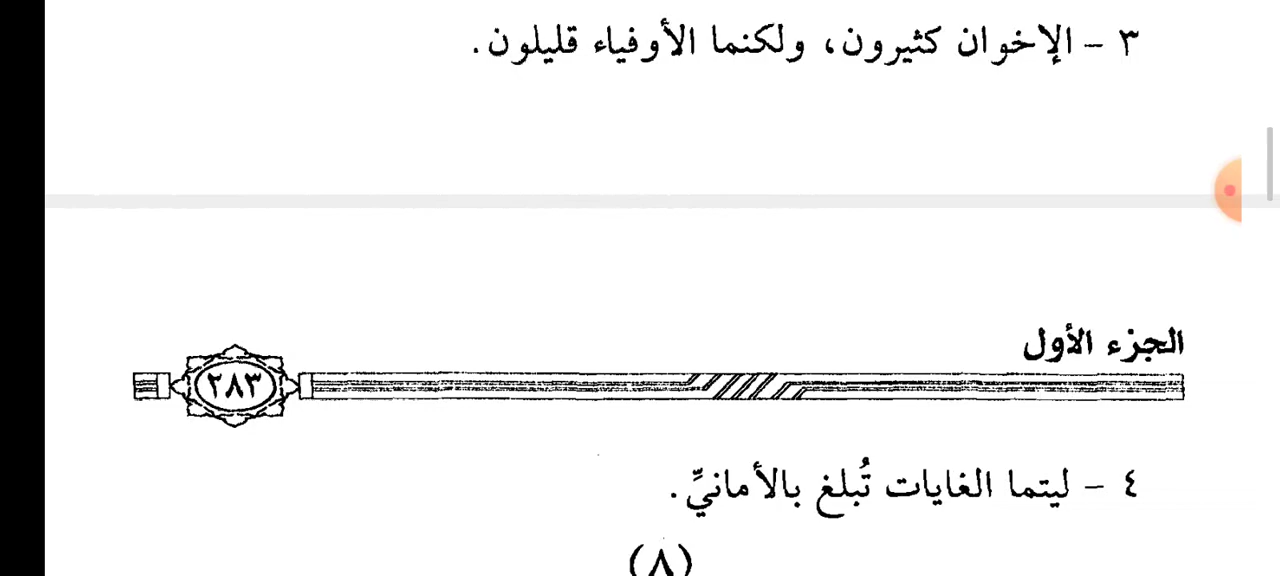 ٣ - الإخوان كثيرون، ولكنما الأوفياء قليلون.
الجزء الأول
٢٨٣
٤ - ليتما الغايات تُبلغ بالأمانيِّ.
(٨)